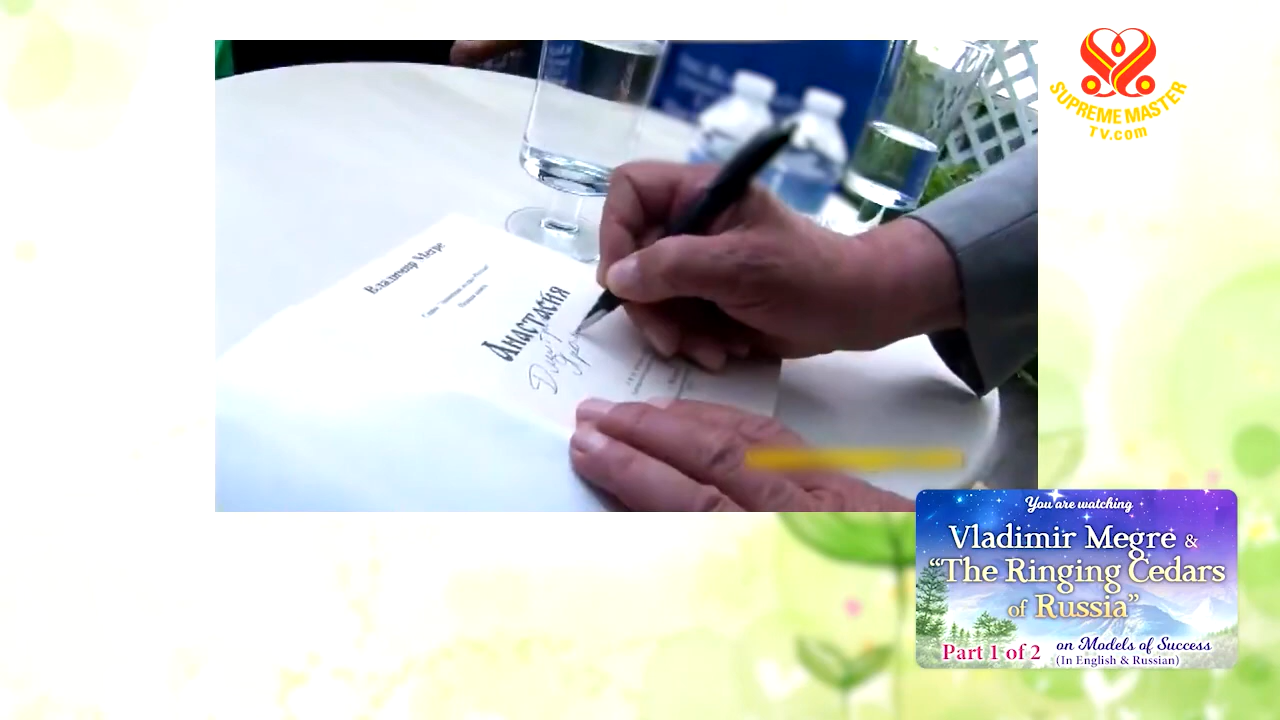 SUPREME MASTER
TV.com
Владимир Мегре
Анастасия
You are watching
Vladimir Megre &
“The Ringing Cedars
of Russia”
Part 1 of 2
on Models of Success
(In English & Russian)